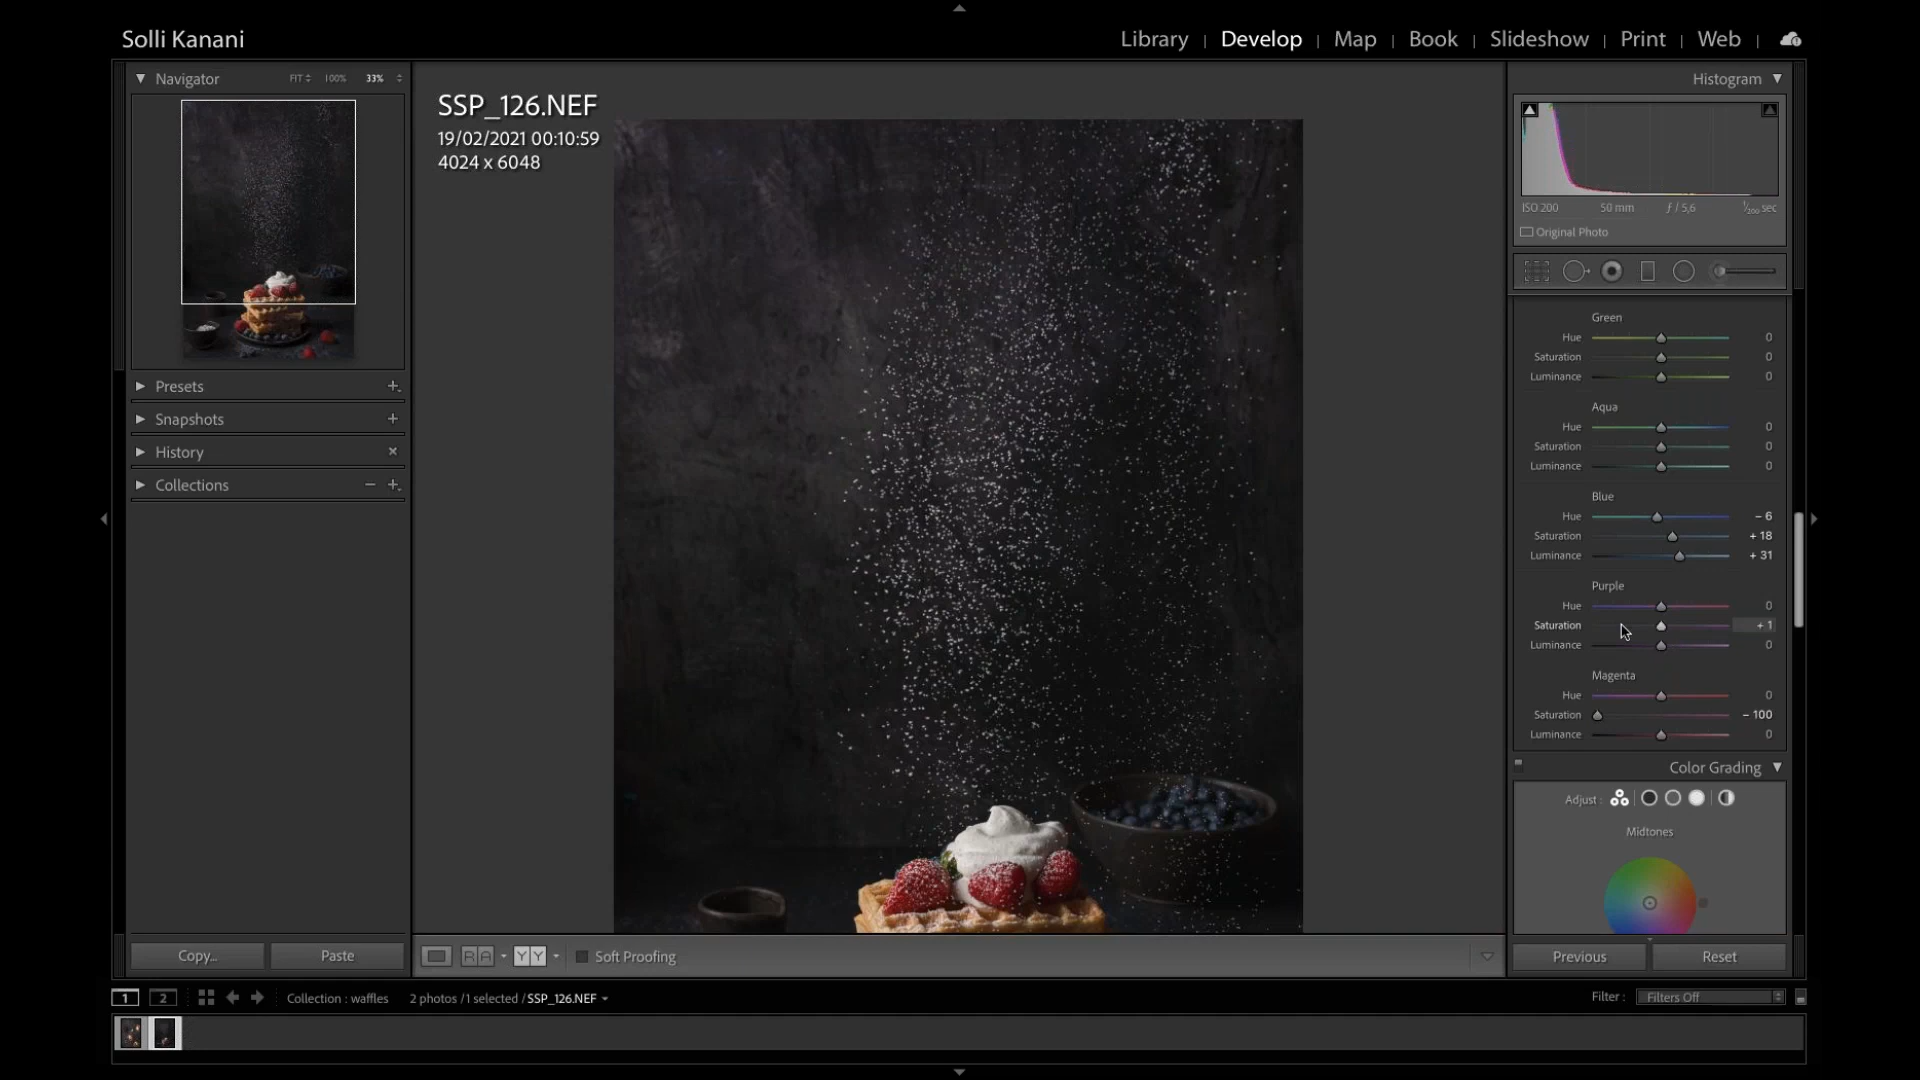 Solli Kanani
Library | Develop | Map | Book | Slideshow | Print | Web |
Navigator FIT 100% 33%
SSP_126.NEF
19/02/2021 00:10:59
4024 x 6048
Presets
Snapshots
History
Collections
Copy...
Paste
Y Y
Soft Proofing
Histogram
ISO 200 50 mm ƒ / 5,6 1/200 sec
Original Photo
Green
Hue 0
Saturation 0
Luminance 0
Aqua
Hue 0
Saturation 0
Luminance 0
Blue
Hue - 6
Saturation + 18
Luminance + 31
Purple
Hue 0
Saturation + 1
Luminance 0
Magenta
Hue 0
Saturation - 100
Luminance 0
Color Grading
Adjust :
Midtones
Previous
Reset
1 2 Collection : waffles 2 photos / 1 selected / SSP_126.NEF
Filter : Filters Off